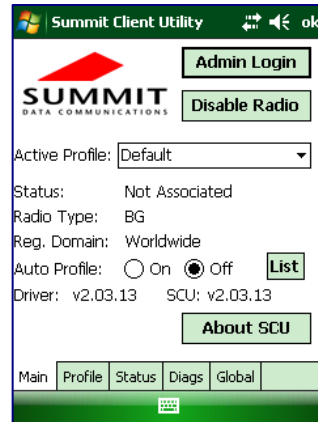 Summit Client Utility ok
SUMMIT
DATA COMMUNICATIONS
Admin Login
Disable Radio
Active Profile: Default
Status: Not Associated
Radio Type: BG
Reg. Domain: Worldwide
Auto Profile: On Off List
Driver: v2.03.13 SCU: v2.03.13
About SCU
Main Profile Status Diags Global